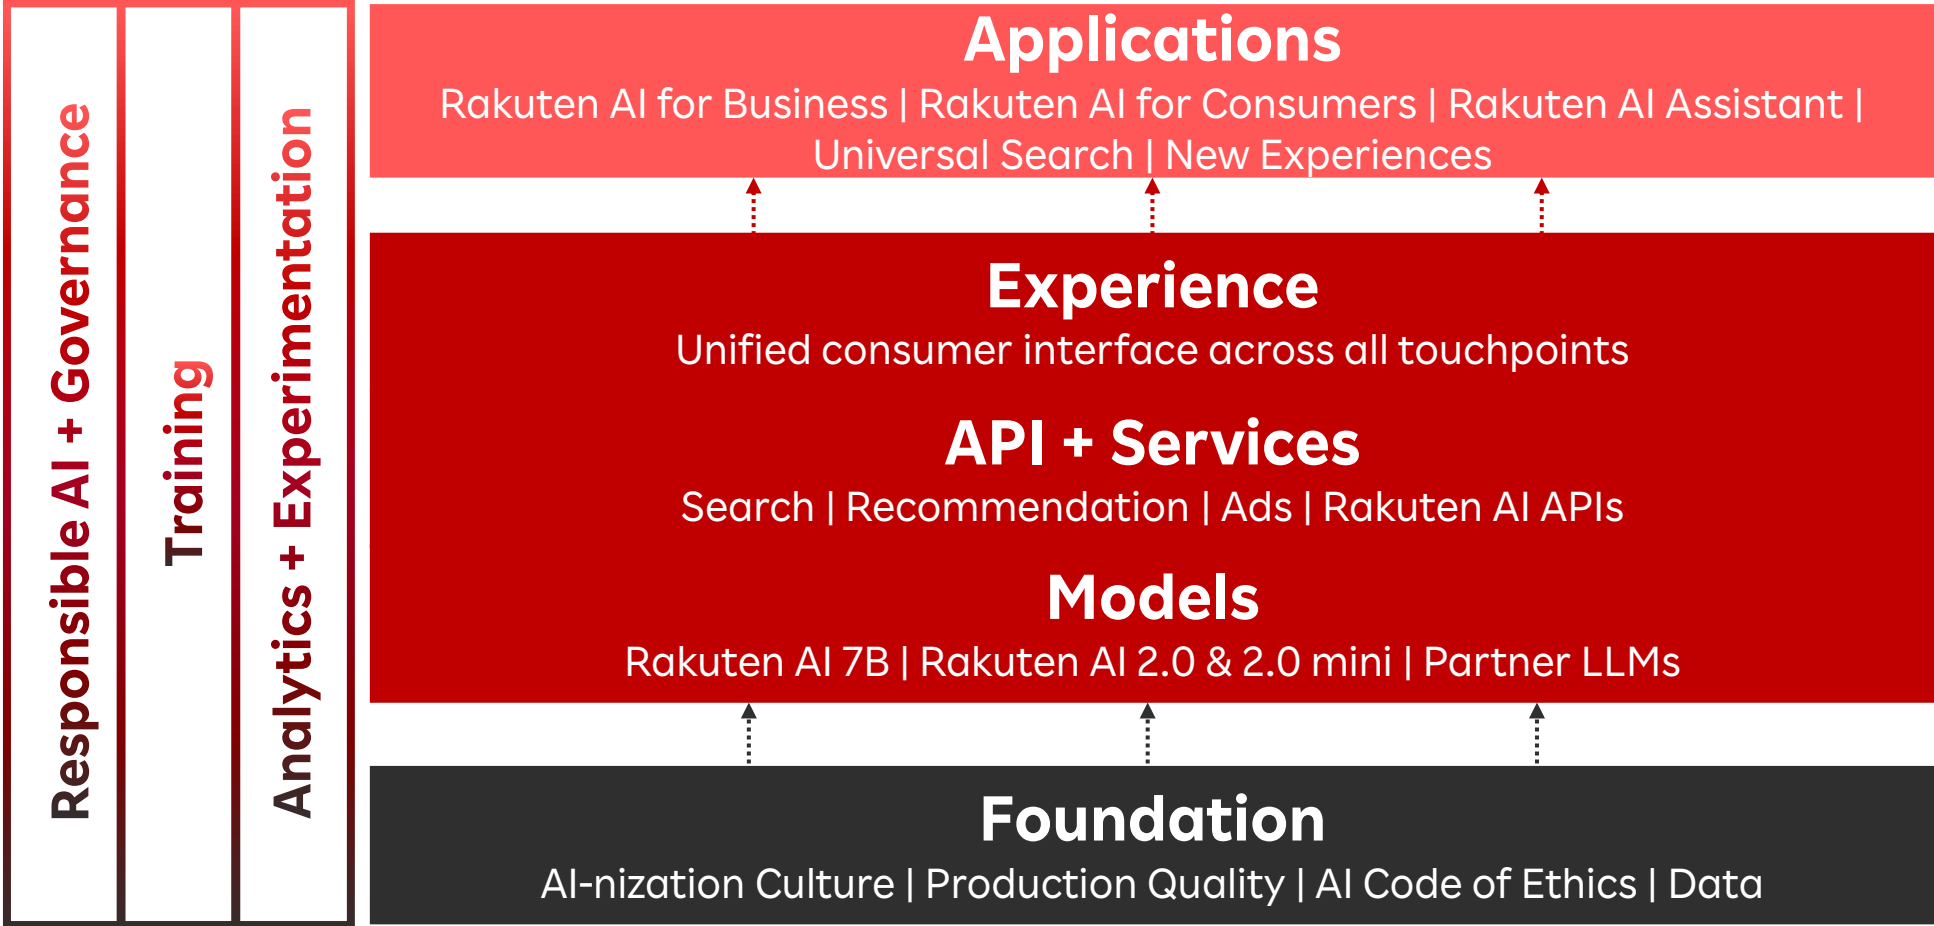 Responsible AI + Governance
Training
Analytics + Experimentation
Applications
Rakuten AI for Business | Rakuten AI for Consumers | Rakuten AI Assistant |
Universal Search | New Experiences
Experience
Unified consumer interface across all touchpoints
API + Services
Search | Recommendation | Ads | Rakuten AI APIs
Models
Rakuten AI 7B | Rakuten AI 2.0 & 2.0 mini | Partner LLMs
Foundation
AI-nization Culture | Production Quality | AI Code of Ethics | Data